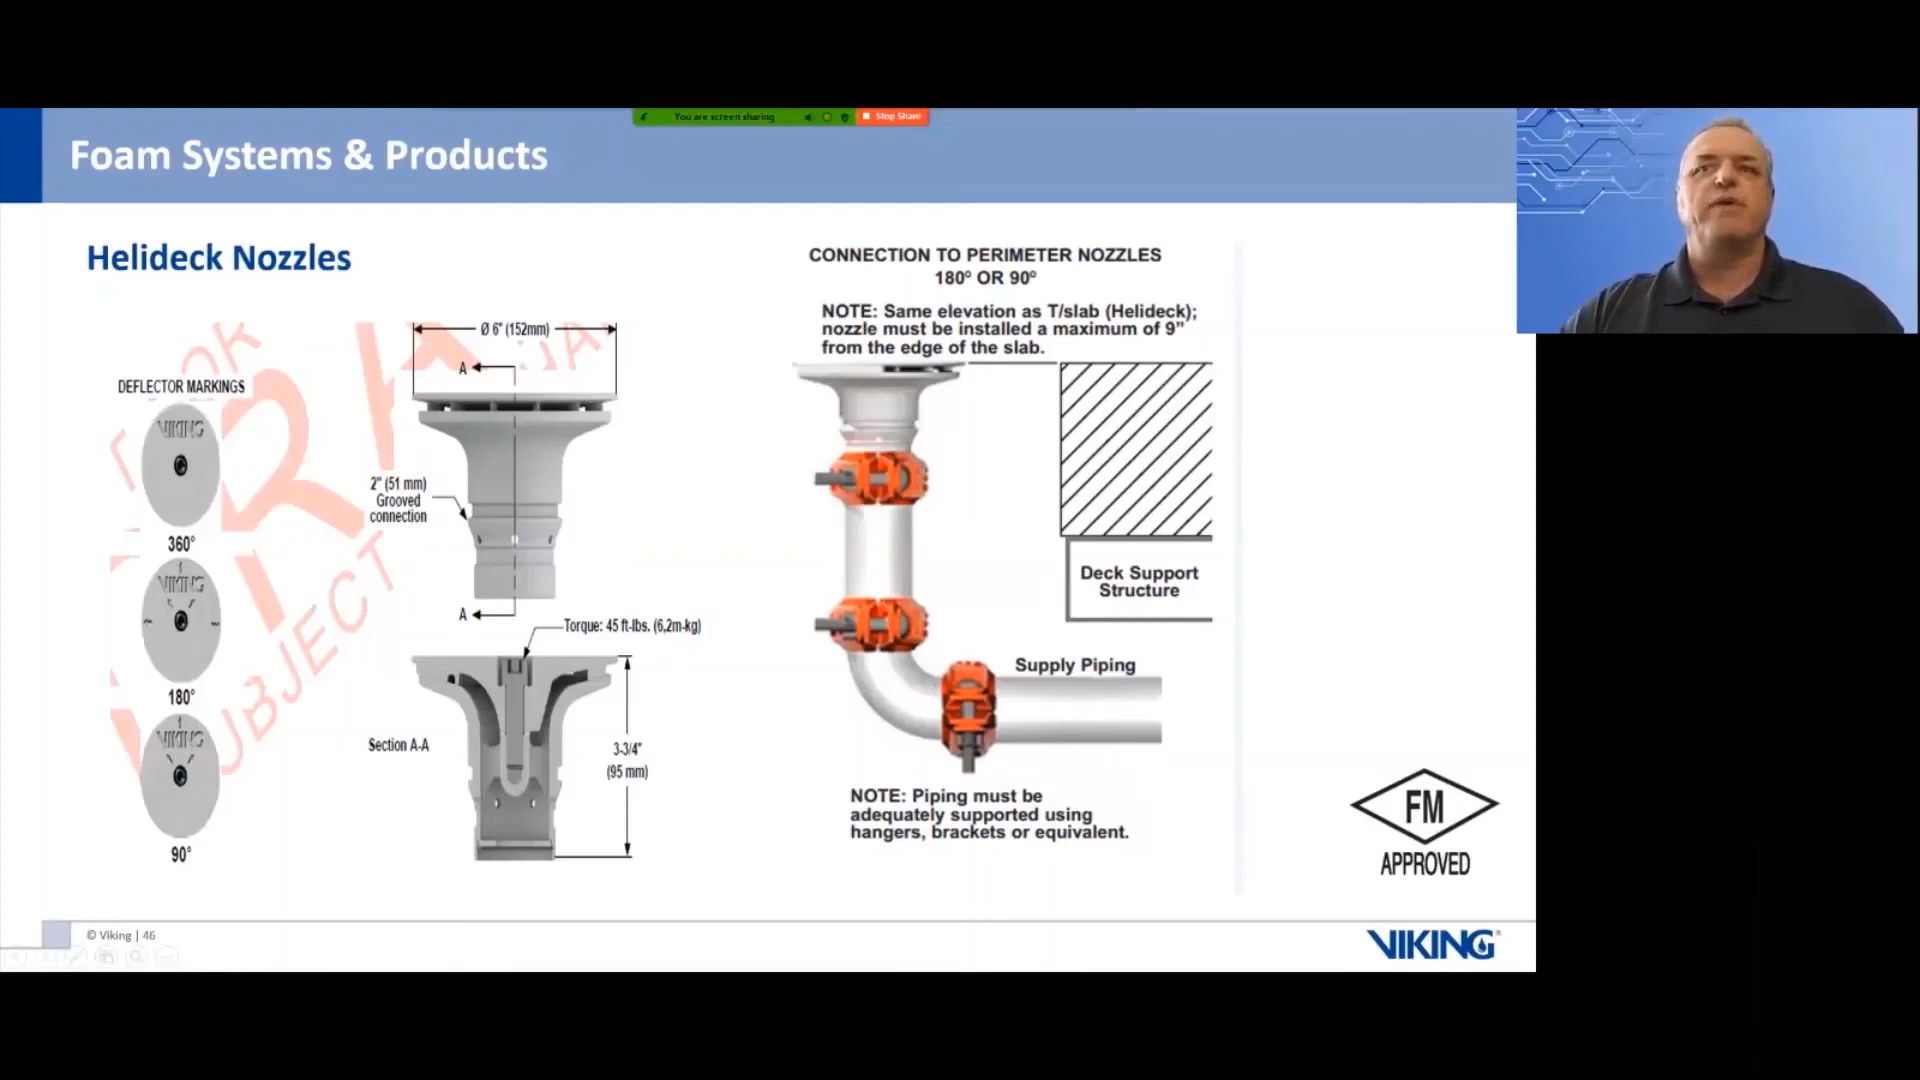 You are screen sharing
Stop Share
Foam Systems & Products
Helideck Nozzles
DEFLECTOR MARKINGS
VIKING
360°
VIKING
180°
VIKING
90°
Ø 6" (152mm)
A
2" (51 mm)
Grooved
connection
A
Torque: 45 ft-lbs. (6,2m-kg)
Section A-A
3-3/4"
(95 mm)
SUBJECT
CONNECTION TO PERIMETER NOZZLES
180º OR 90º
NOTE: Same elevation as T/slab (Helideck);
nozzle must be installed a maximum of 9”
from the edge of the slab.
Deck Support
Structure
Supply Piping
NOTE: Piping must be
adequately supported using
hangers, brackets or equivalent.
FM
APPROVED
© Viking | 46
VIKING®